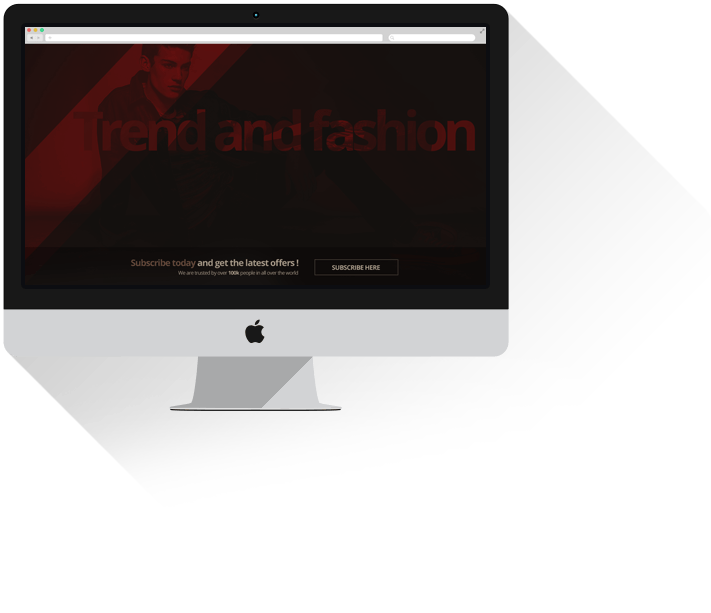 Trend and fashion
Subscribe today and get the latest offers !
We are trusted by over 100k people in all over the world
SUBSCRIBE HERE